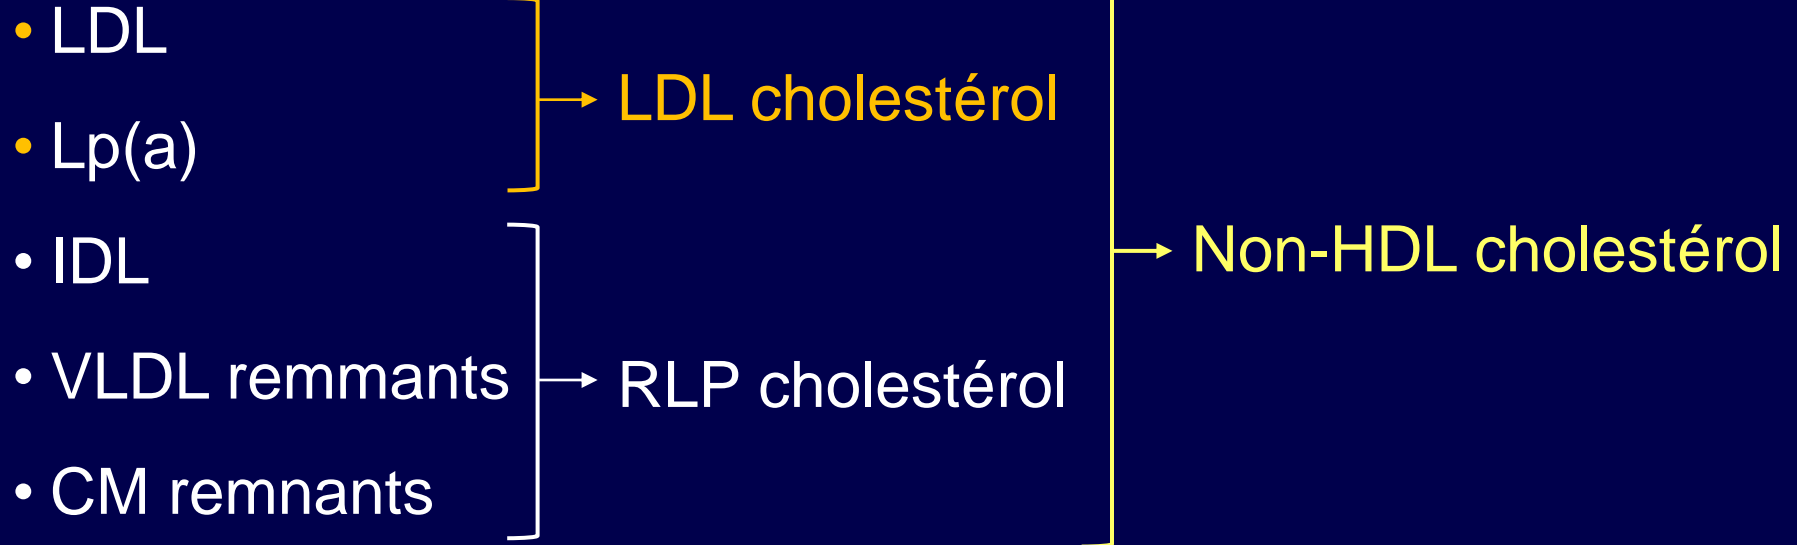 • LDL
LDL cholestérol
• Lp(a)
• IDL
Non-HDL cholestérol
• VLDL remmants
RLP cholestérol
• CM remnants